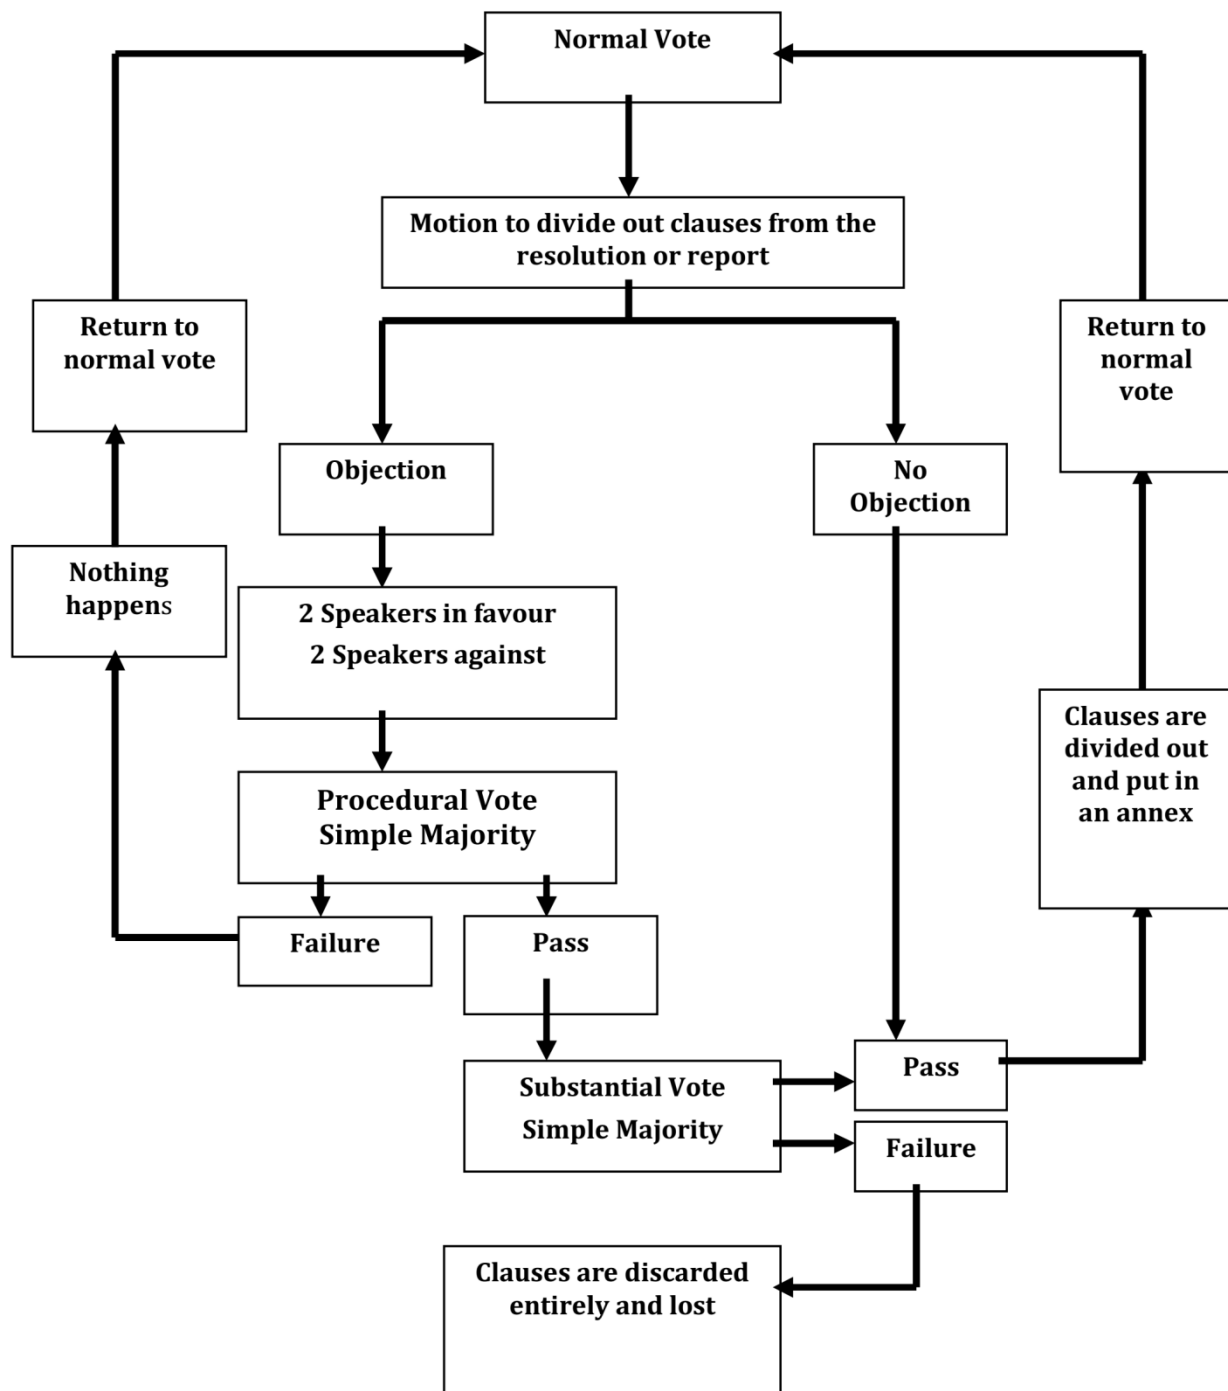 Normal Vote
Motion to divide out clauses from the
resolution or report
Return to
normal vote
Return to
normal
vote
Objection
No
Objection
Nothing
happens
2 Speakers in favour
2 Speakers against
Clauses are
divided out
and put in
an annex
Procedural Vote
Simple Majority
Failure
Pass
Substantial Vote
Simple Majority
Pass
Failure
Clauses are discarded
entirely and lost